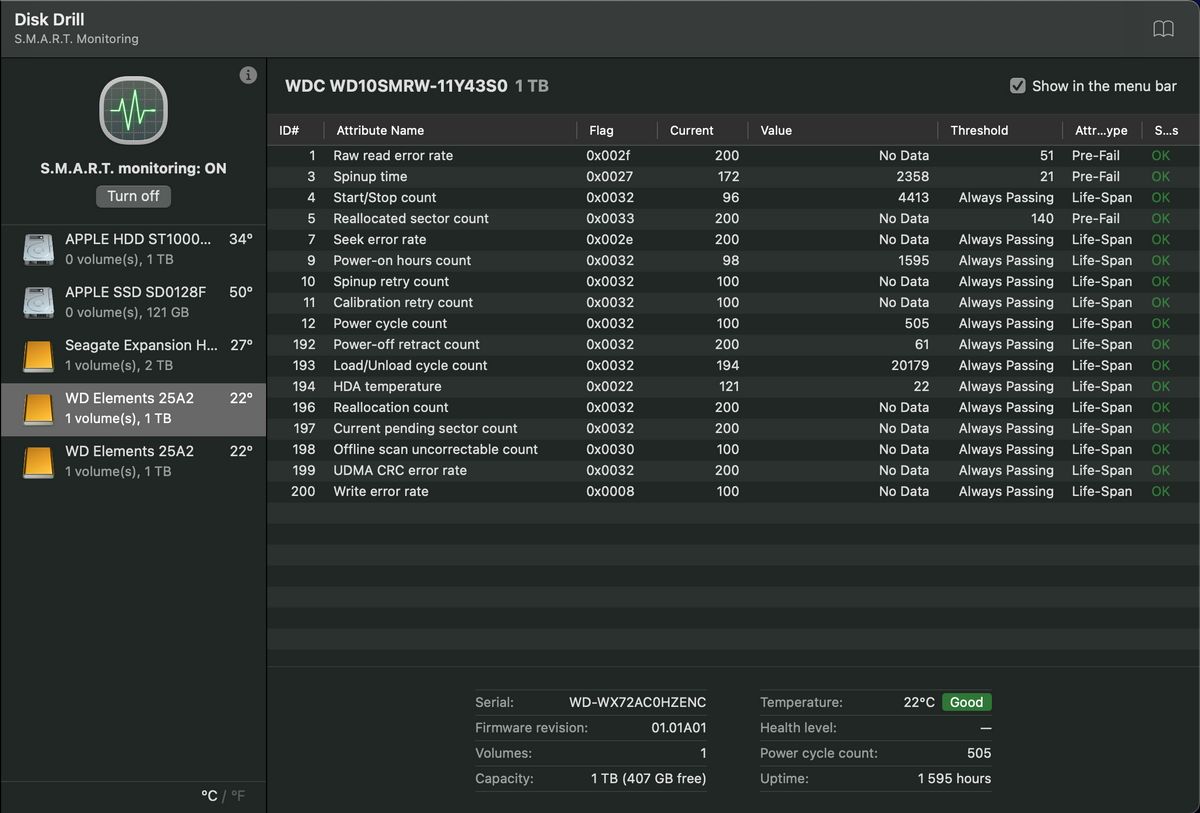 Disk Drill
S.M.A.R.T. Monitoring
S.M.A.R.T. monitoring: ON
Turn off
APPLE HDD ST1000... 34°
0 volume(s), 1 TB
APPLE SSD SD0128F 50°
0 volume(s), 121 GB
Seagate Expansion H... 27°
1 volume(s), 2 TB
WD Elements 25A2 22°
1 volume(s), 1 TB
WD Elements 25A2 22°
1 volume(s), 1 TB
°C / °F
WDC WD10SMRW-11Y43S0 1 TB
Show in the menu bar
ID# Attribute Name Flag Current Value Threshold Attr...ype S...s
1 Raw read error rate 0x002f 200 No Data 51 Pre-Fail OK
3 Spinup time 0x0027 172 2358 21 Pre-Fail OK
4 Start/Stop count 0x0032 96 4413 Always Passing Life-Span OK
5 Reallocated sector count 0x0033 200 No Data 140 Pre-Fail OK
7 Seek error rate 0x002e 200 No Data Always Passing Life-Span OK
9 Power-on hours count 0x0032 98 1595 Always Passing Life-Span OK
10 Spinup retry count 0x0032 100 No Data Always Passing Life-Span OK
11 Calibration retry count 0x0032 100 No Data Always Passing Life-Span OK
12 Power cycle count 0x0032 100 505 Always Passing Life-Span OK
192 Power-off retract count 0x0032 200 61 Always Passing Life-Span OK
193 Load/Unload cycle count 0x0032 194 20179 Always Passing Life-Span OK
194 HDA temperature 0x0022 121 22 Always Passing Life-Span OK
196 Reallocation count 0x0032 200 No Data Always Passing Life-Span OK
197 Current pending sector count 0x0032 200 No Data Always Passing Life-Span OK
198 Offline scan uncorrectable count 0x0030 100 No Data Always Passing Life-Span OK
199 UDMA CRC error rate 0x0032 200 No Data Always Passing Life-Span OK
200 Write error rate 0x0008 100 No Data Always Passing Life-Span OK
Serial: WD-WX72AC0HZENC
Firmware revision: 01.01A01
Volumes: 1
Capacity: 1 TB (407 GB free)
Temperature: 22°C Good
Health level: —
Power cycle count: 505
Uptime: 1 595 hours